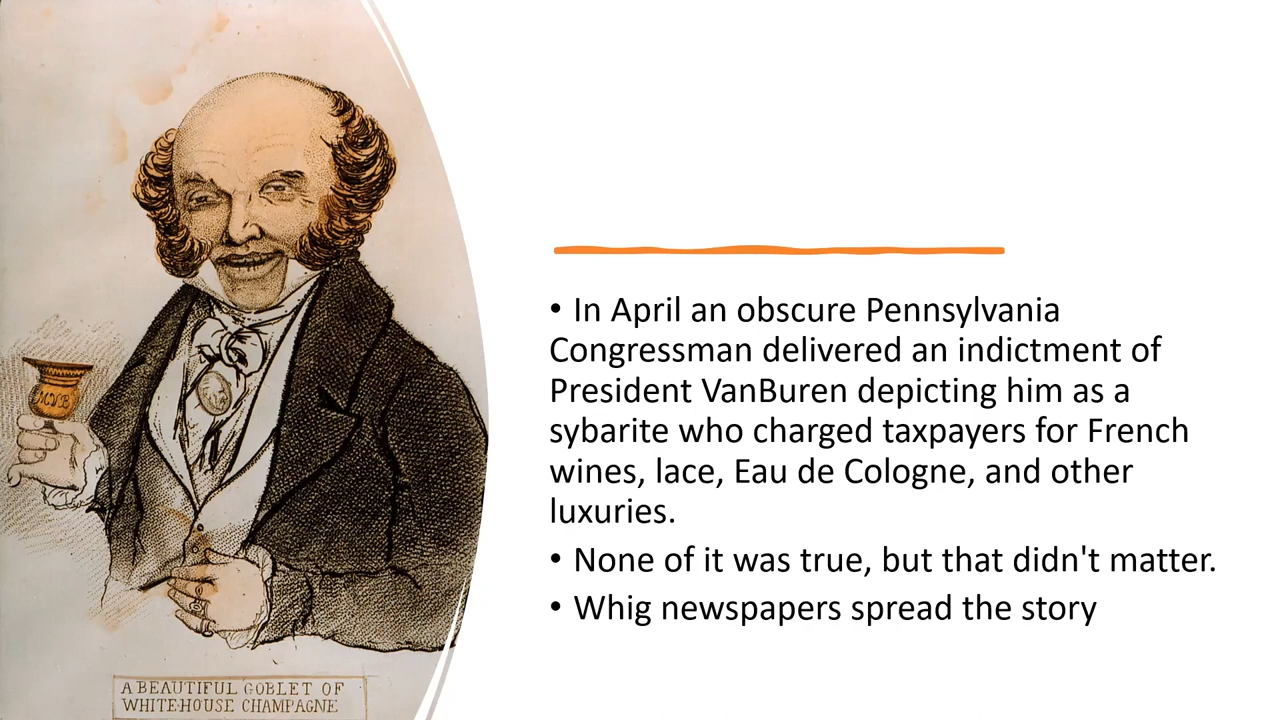 M.V.B
A BEAUTIFUL GOBLET OF
WHITE-HOUSE CHAMPAGNE
• In April an obscure Pennsylvania
Congressman delivered an indictment of
President VanBuren depicting him as a
sybarite who charged taxpayers for French
wines, lace, Eau de Cologne, and other
luxuries.
• None of it was true, but that didn't matter.
• Whig newspapers spread the story